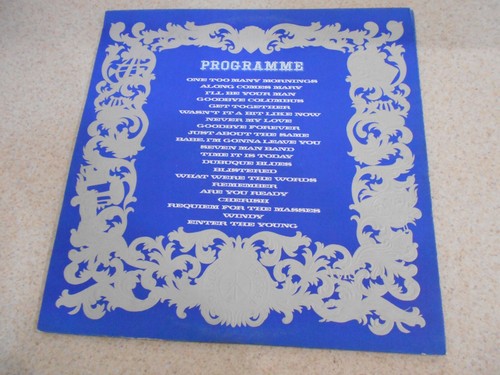 PROGRAMME
ONE TOO MANY MORNINGS
ALONG COMES MARY
I'LL BE YOUR MAN
GOODBYE COLUMBUS
GET TOGETHER
WASN'T IT A BIT LIKE NOW
NEVER MY LOVE
GOODBYE FOREVER
JUST ABOUT THE SAME
BABE, I'M GONNA LEAVE YOU
SEVEN MAN BAND
TIME IT IS TODAY
DUBUQUE BLUES
BLISTERED
WHAT WERE THE WORDS
REMEMBER
ARE YOU READY
CHERISH
REQUIEM FOR THE MASSES
WINDY
ENTER THE YOUNG